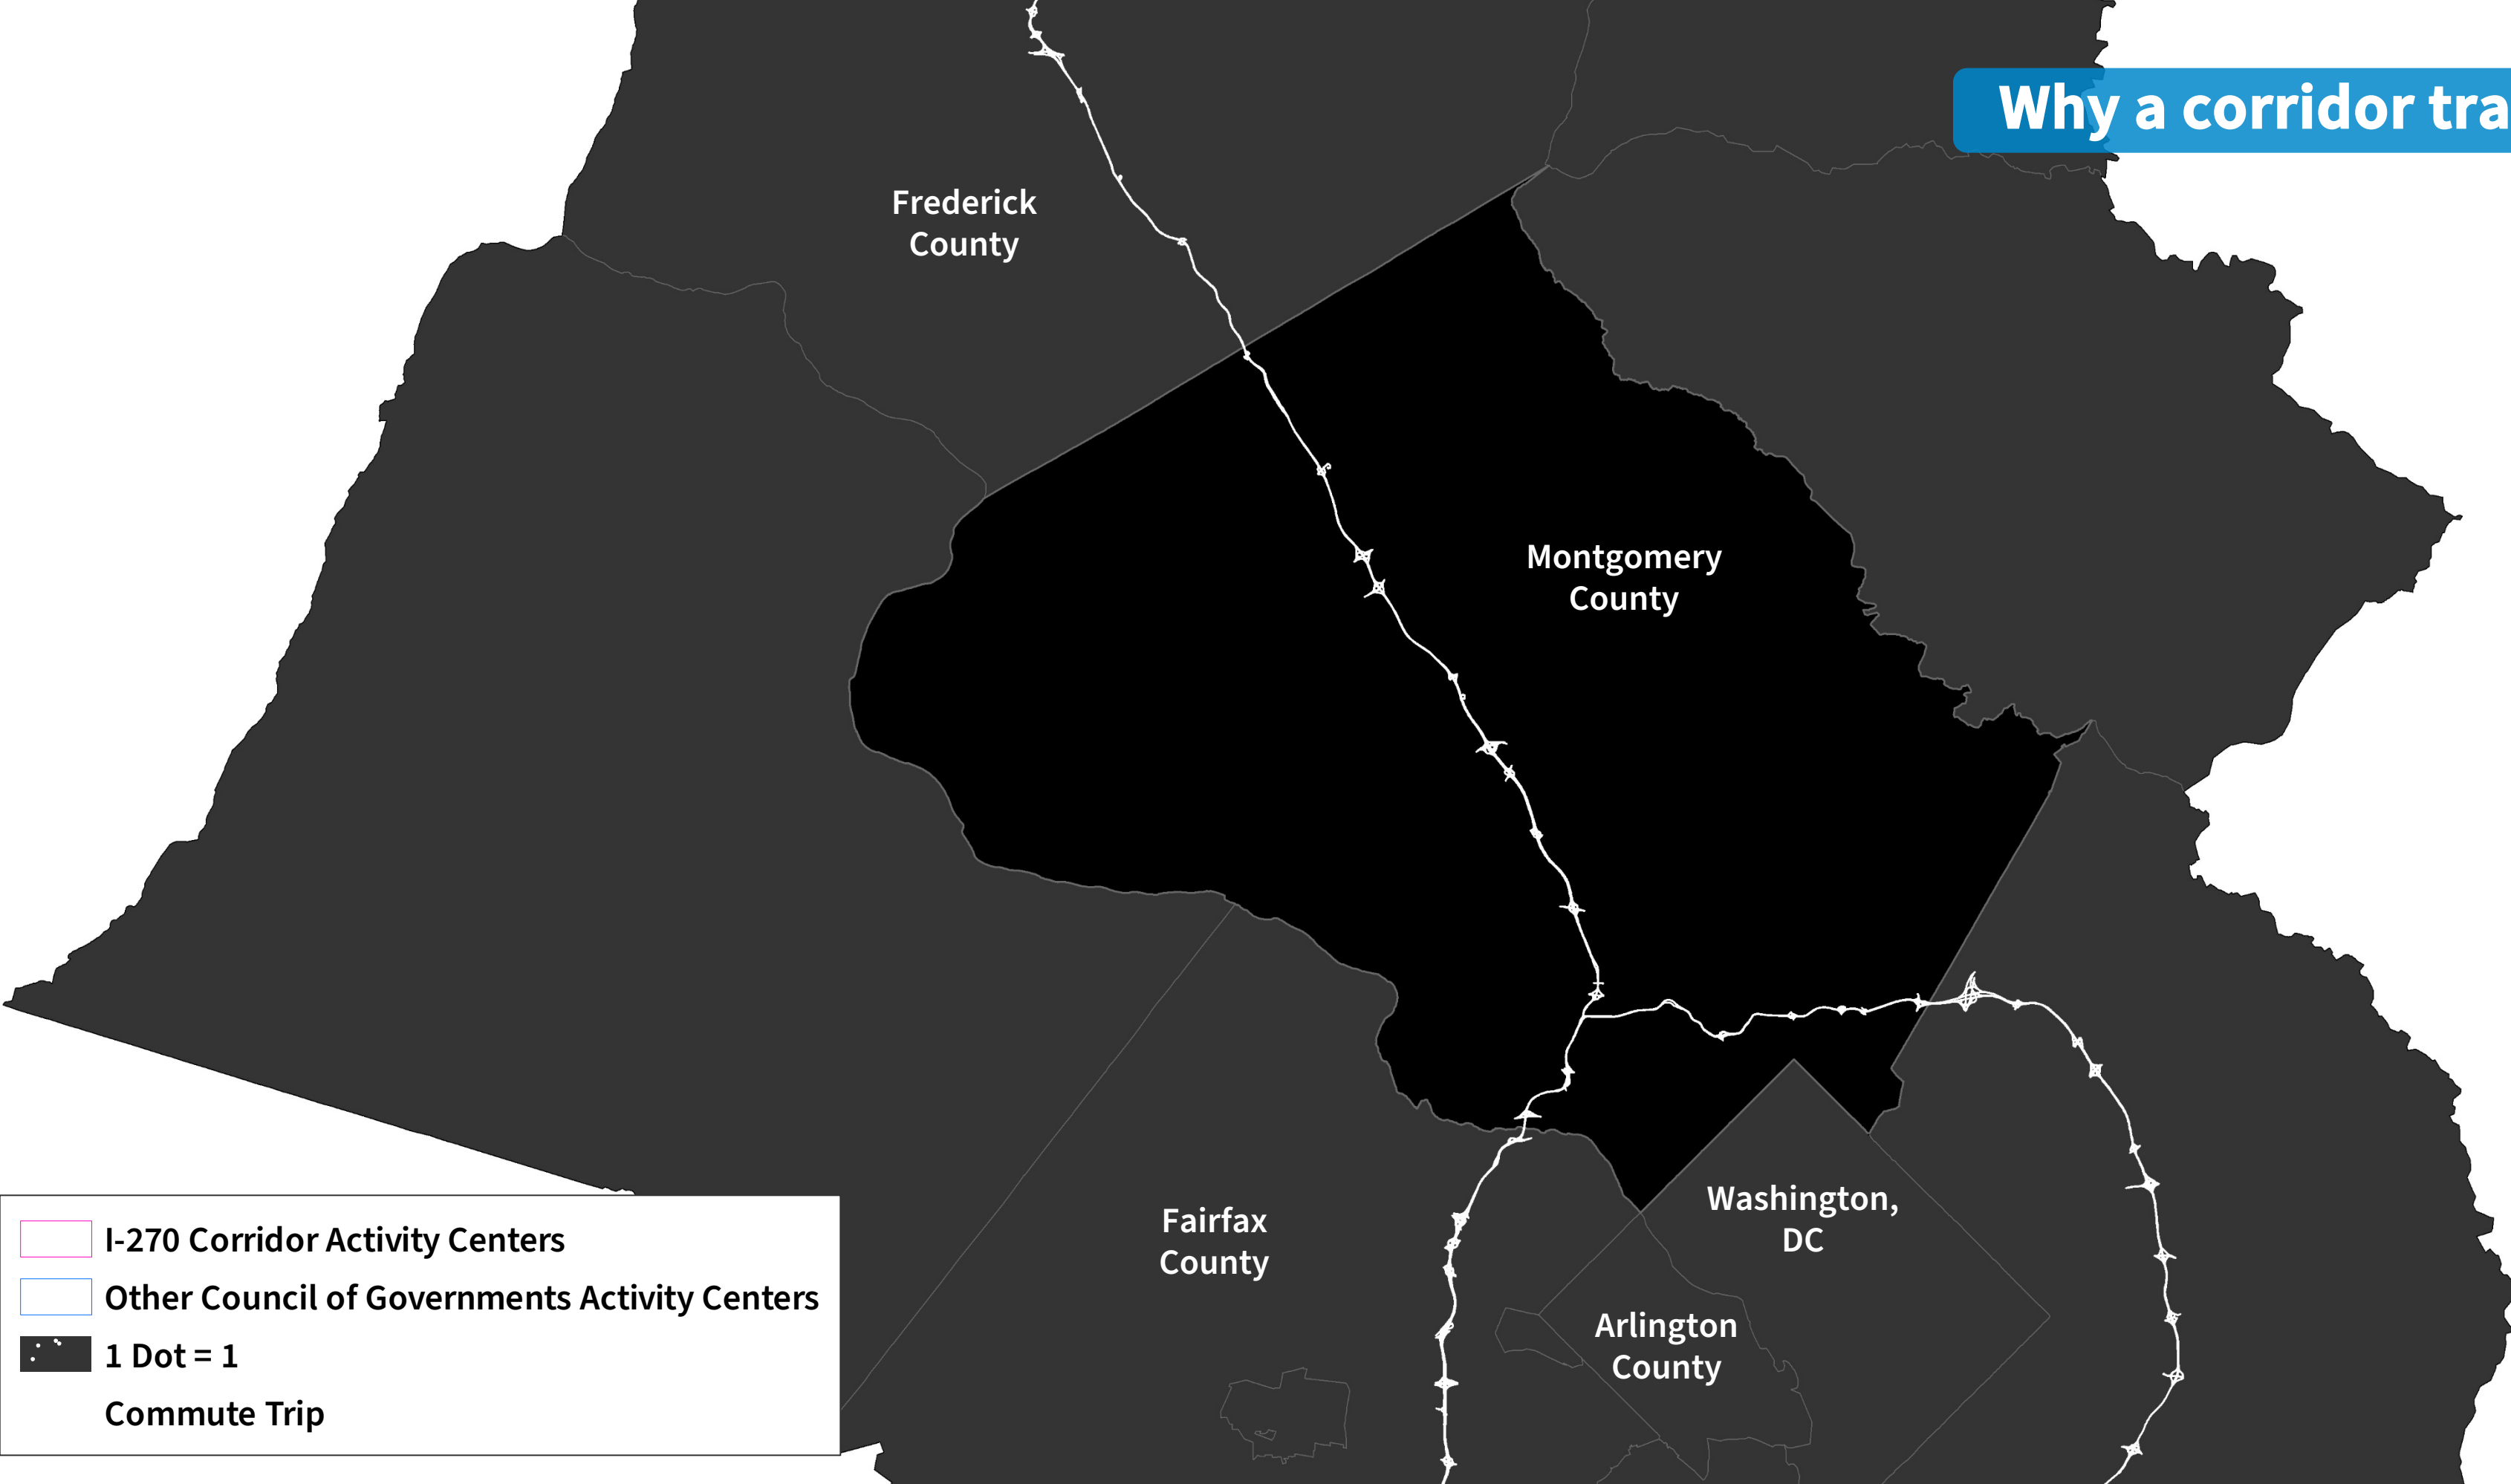 Why a corridor tra
Frederick
County
Montgomery
County
Washington,
DC
Fairfax
County
Arlington
County
I-270 Corridor Activity Centers
Other Council of Governments Activity Centers
1 Dot = 1
Commute Trip